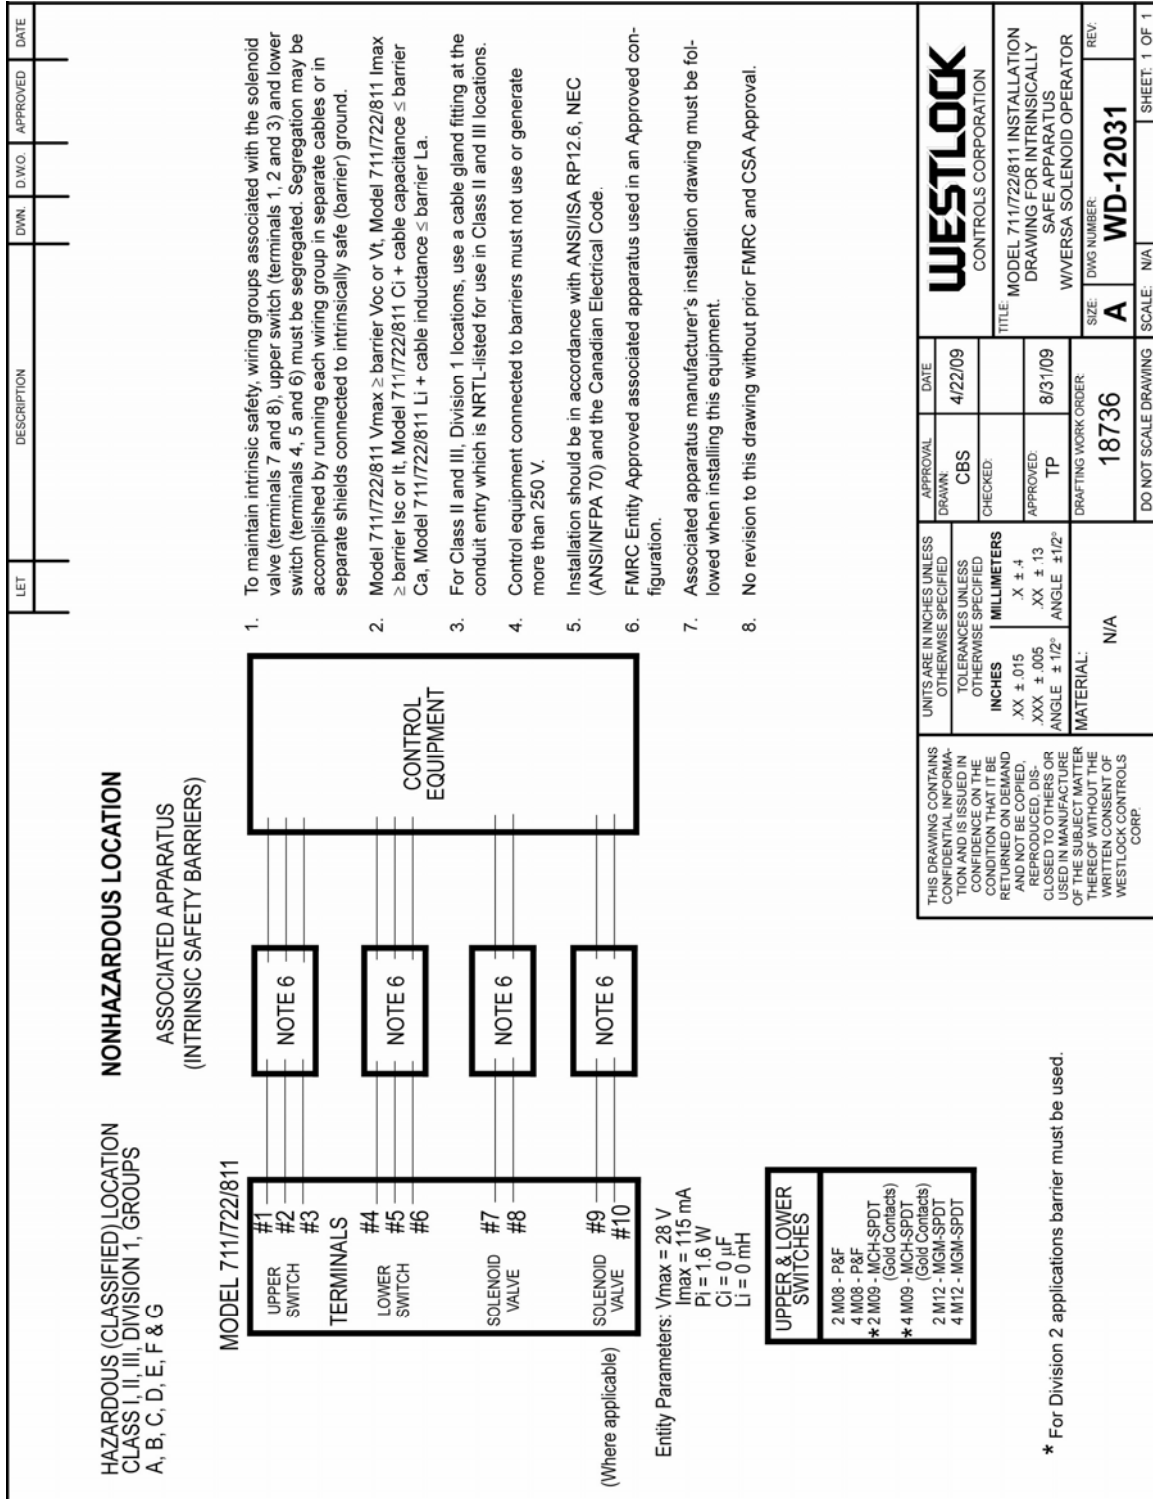 LET DESCRIPTION DWN. D.W.O. APPROVED DATE
HAZARDOUS (CLASSIFIED) LOCATION
CLASS I, II, III, DIVISION 1, GROUPS
A, B, C, D, E, F & G
NONHAZARDOUS LOCATION
ASSOCIATED APPARATUS
(INTRINSIC SAFETY BARRIERS)
MODEL 711/722/811
UPPER
SWITCH
#1
#2
#3
TERMINALS
LOWER
SWITCH
#4
#5
#6
SOLENOID
VALVE
#7
#8
(Where applicable)
SOLENOID
VALVE
#9
#10
NOTE 6
NOTE 6
NOTE 6
NOTE 6
CONTROL
EQUIPMENT
Entity Parameters: Vmax = 28 V
Imax = 115 mA
Pi = 1.6 W
Ci = 0 µF
Li = 0 mH
UPPER & LOWER
SWITCHES
2 M08 - P&F
4 M08 - P&F
*2 M09 - MCH-SPDT
(Gold Contacts)
*4 M09 - MCH-SPDT
(Gold Contacts)
2 M12 - MGM-SPDT
4 M12 - MGM-SPDT
* For Division 2 applications barrier must be used.
1. To maintain intrinsic safety, wiring groups associated with the solenoid
valve (terminals 7 and 8), upper switch (terminals 1, 2 and 3) and lower
switch (terminals 4, 5 and 6) must be segregated. Segregation may be
accomplished by running each wiring group in separate cables or in
separate shields connected to intrinsically safe (barrier) ground.
2. Model 711/722/811 Vmax ≥ barrier Voc or Vt, Model 711/722/811 Imax
≥ barrier Isc or It, Model 711/722/811 Ci + cable capacitance ≤ barrier
Ca, Model 711/722/811 Li + cable inductance ≤ barrier La.
3. For Class II and III, Division 1 locations, use a cable gland fitting at the
conduit entry which is NRTL-listed for use in Class II and III locations.
4. Control equipment connected to barriers must not use or generate
more than 250 V.
5. Installation should be in accordance with ANSI/ISA RP12.6, NEC
(ANSI/NFPA 70) and the Canadian Electrical Code.
6. FMRC Entity Approved associated apparatus used in an Approved con-
figuration.
7. Associated apparatus manufacturer's installation drawing must be fol-
lowed when installing this equipment.
8. No revision to this drawing without prior FMRC and CSA Approval.
THIS DRAWING CONTAINS
CONFIDENTIAL INFORMA-
TION AND IS ISSUED IN
CONFIDENCE ON THE
CONDITION THAT IT BE
RETURNED ON DEMAND
AND NOT BE COPIED,
REPRODUCED, DIS-
CLOSED TO OTHERS OR
USED IN MANUFACTURE
OF THE SUBJECT MATTER
THEREOF WITHOUT THE
WRITTEN CONSENT OF
WESTLOCK CONTROLS
CORP.
UNITS ARE IN INCHES UNLESS
OTHERWISE SPECIFIED
TOLERANCES UNLESS
OTHERWISE SPECIFIED
INCHES MILLIMETERS
.XX ± .015 .X ± .4
.XXX ± .005 .XX ± .13
ANGLE ± 1/2° ANGLE ±1/2°
MATERIAL:
N/A
APPROVAL DATE
DRAWN:
CBS 4/22/09
CHECKED:
APPROVED:
TP 8/31/09
DRAFTING WORK ORDER:
18736
DO NOT SCALE DRAWING
WESTLOCK
CONTROLS CORPORATION
TITLE: MODEL 711/722/811 INSTALLATION
DRAWING FOR INTRINSICALLY
SAFE APPARATUS
W/VERSA SOLENOID OPERATOR
SIZE: DWG NUMBER: REV:
A WD-12031
SCALE: N/A SHEET: 1 OF 1